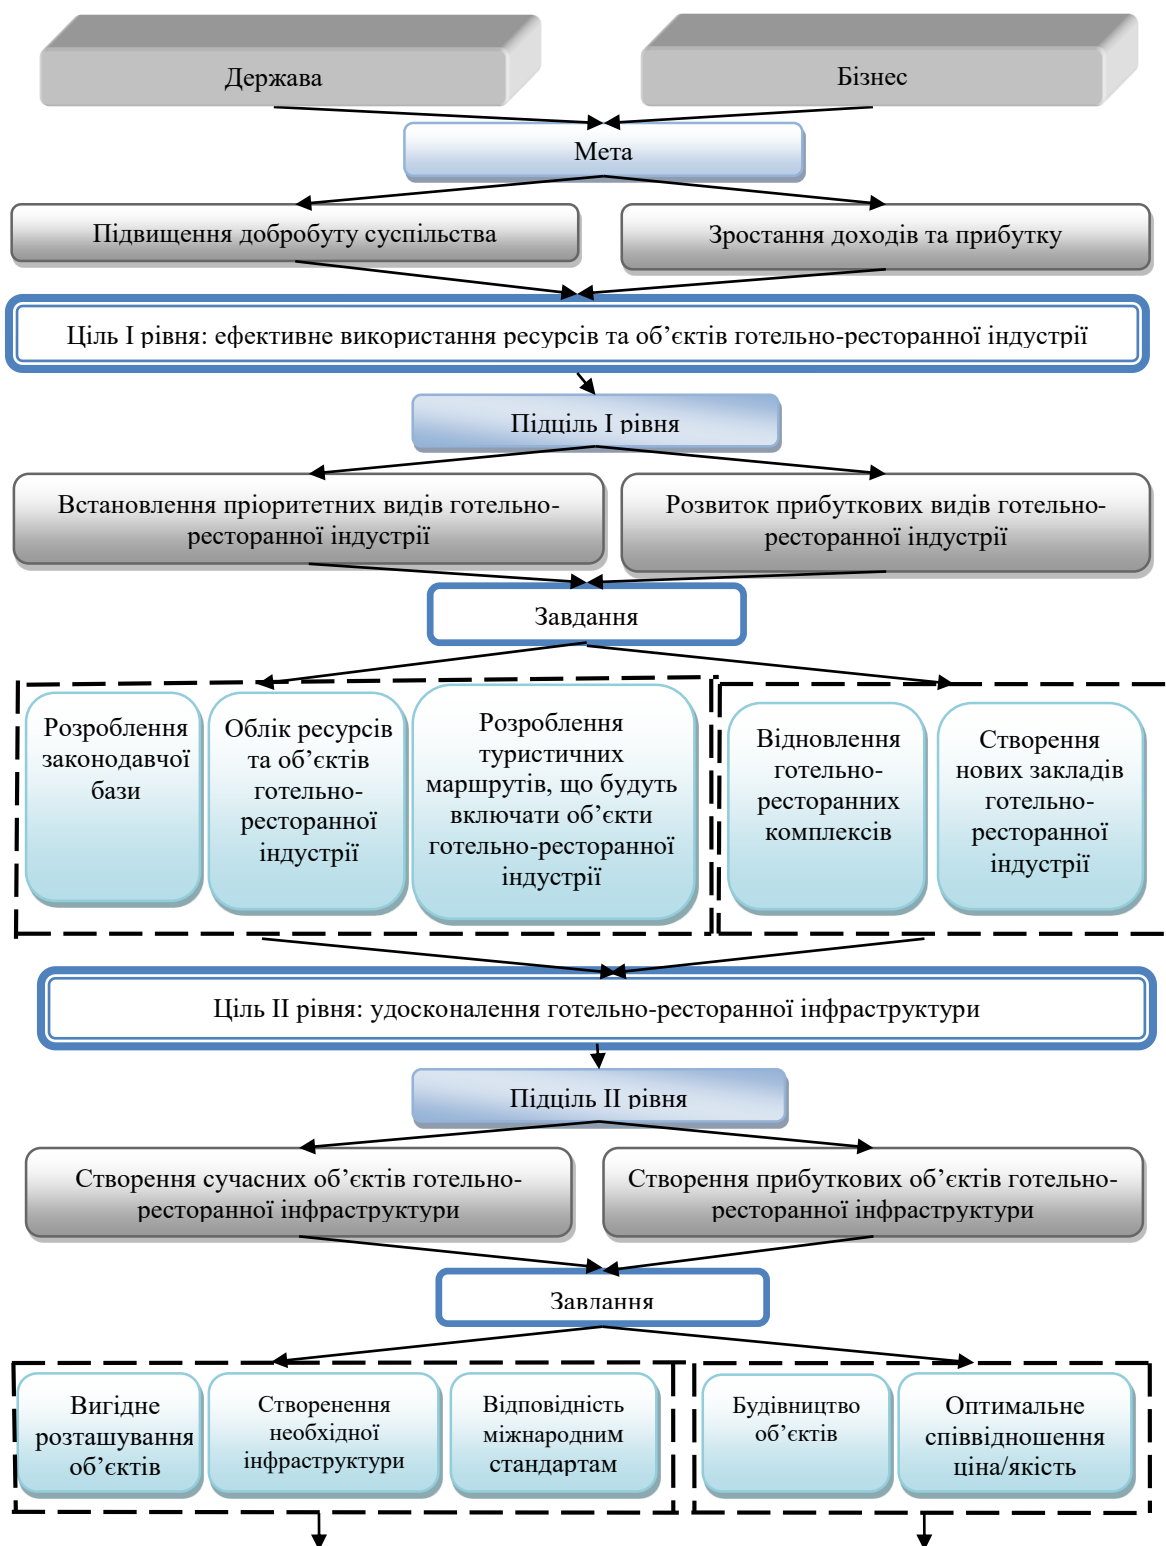 Держава
Бізнес
Мета
Підвищення добробуту суспільства
Зростання доходів та прибутку
Ціль І рівня: ефективне використання ресурсів та об’єктів готельно-ресторанної індустрії
Підціль І рівня
Встановлення пріоритетних видів готельно-
ресторанної індустрії
Розвиток прибуткових видів готельно-
ресторанної індустрії
Завдання
Розроблення
законодавчої
бази
Облік ресурсів
та об’єктів
готельно-
ресторанної
індустрії
Розроблення
туристичних
маршрутів, що будуть
включати об’єкти
готельно-ресторанної
індустрії
Відновлення
готельно-
ресторанних
комплексів
Створення
нових закладів
готельно-
ресторанної
індустрії
Ціль ІІ рівня: удосконалення готельно-ресторанної інфраструктури
Підціль ІІ рівня
Створення сучасних об’єктів готельно-
ресторанної інфраструктури
Створення прибуткових об’єктів готельно-
ресторанної інфраструктури
Завдання
Вигідне
розташування
об’єктів
Створенення
необхідної
інфраструктури
Відповідність
міжнародним
стандартам
Будівництво
об’єктів
Оптимальне
співвідношення
ціна/якість